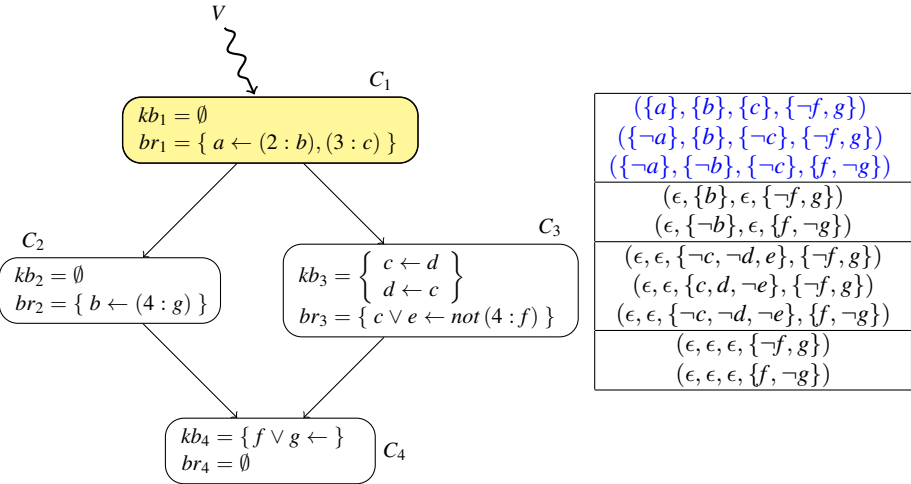 V
C₁
kb₁ = ∅
br₁ = { a ← (2 : b), (3 : c) }
C₂
kb₂ = ∅
br₂ = { b ← (4 : g) }
C₃
kb₃ = { c ← d
d ← c }
br₃ = { c ∨ e ← not (4 : f) }
kb₄ = { f ∨ g ← }
br₄ = ∅
C₄
({a}, {b}, {c}, {¬f, g})
({¬a}, {b}, {¬c}, {¬f, g})
({¬a}, {¬b}, {¬c}, {f, ¬g})
(ϵ, {b}, ϵ, {¬f, g})
(ϵ, {¬b}, ϵ, {f, ¬g})
(ϵ, ϵ, {¬c, ¬d, e}, {¬f, g})
(ϵ, ϵ, {c, d, ¬e}, {¬f, g})
(ϵ, ϵ, {¬c, ¬d, ¬e}, {f, ¬g})
(ϵ, ϵ, ϵ, {¬f, g})
(ϵ, ϵ, ϵ, {f, ¬g})